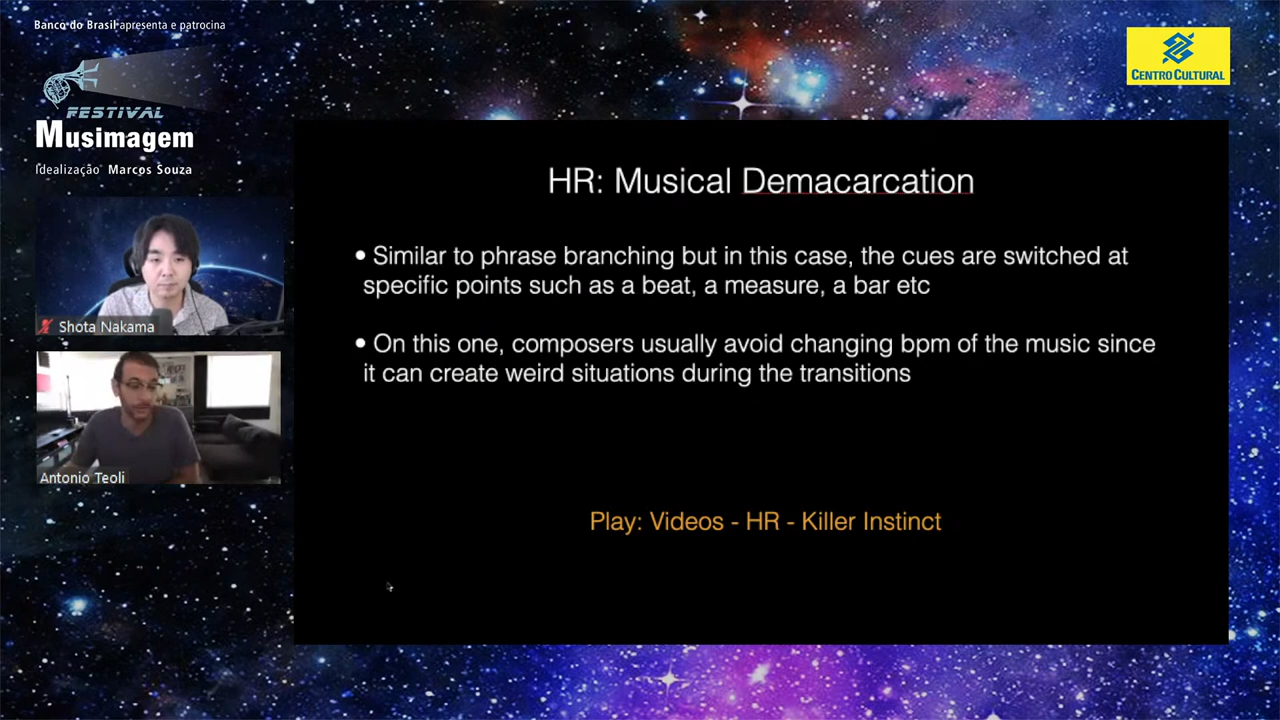 Banco do Brasil apresenta e patrocina
FESTIVAL
Musimagem
Idealização Marcos Souza
CENTRO CULTURAL
HR: Musical Demacarcation
• Similar to phrase branching but in this case, the cues are switched at
specific points such as a beat, a measure, a bar etc
• On this one, composers usually avoid changing bpm of the music since
it can create weird situations during the transitions
Play: Videos - HR - Killer Instinct
Shota Nakama
Antonio Teoli